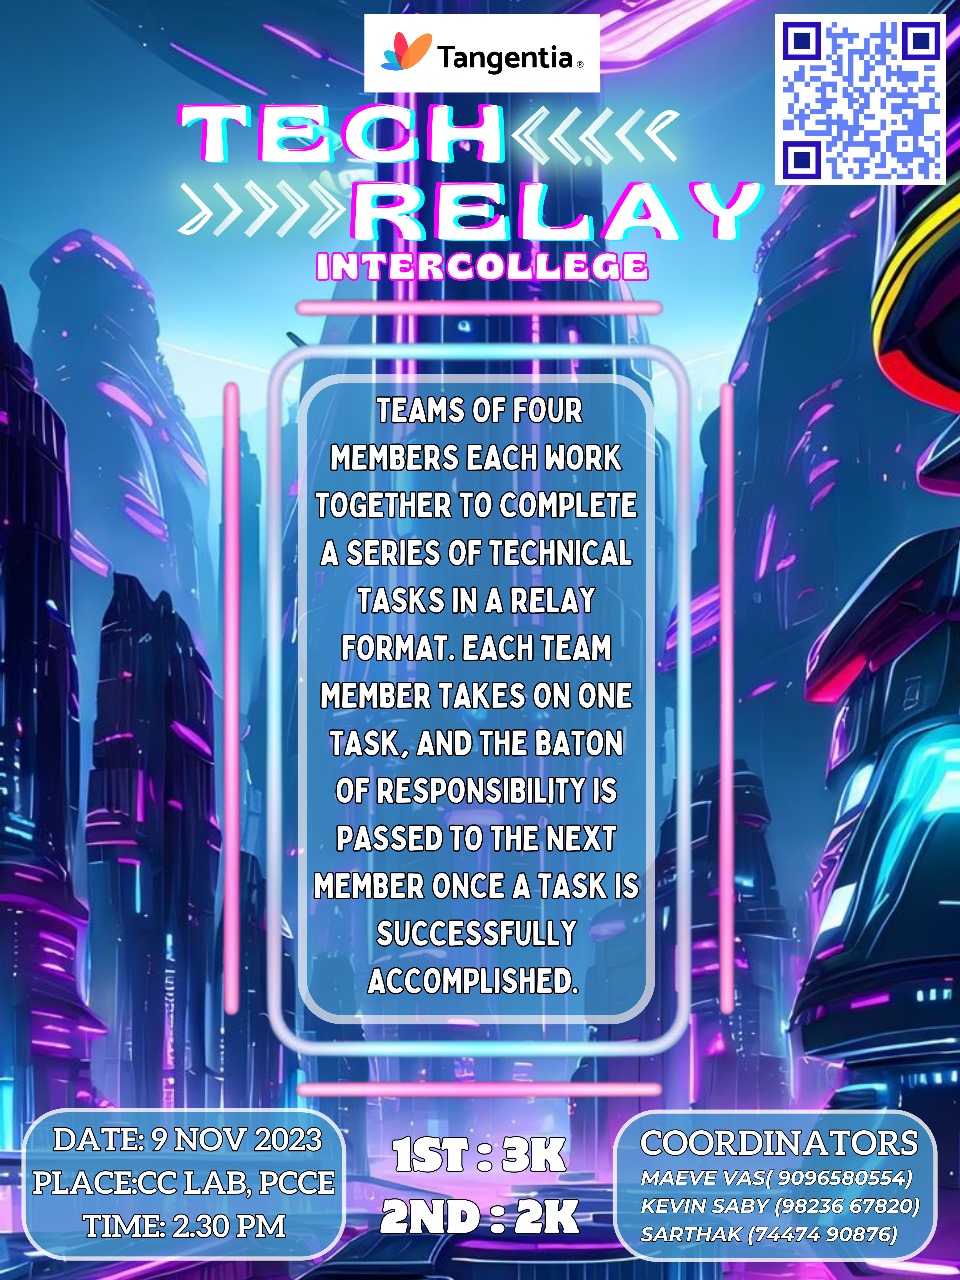 Tangentia®
TECH
RELAY
INTERCOLLEGE
TEAMS OF FOUR
MEMBERS EACH WORK
TOGETHER TO COMPLETE
A SERIES OF TECHNICAL
TASKS IN A RELAY
FORMAT. EACH TEAM
MEMBER TAKES ON ONE
TASK, AND THE BATON
OF RESPONSIBILITY IS
PASSED TO THE NEXT
MEMBER ONCE A TASK IS
SUCCESSFULLY
ACCOMPLISHED.
DATE: 9 NOV 2023
PLACE:CC LAB, PCCE
TIME: 2.30 PM
1ST : 3K
2ND : 2K
COORDINATORS
MAEVE VAS( 9096580554)
KEVIN SABY (98236 67820)
SARTHAK (74474 90876)